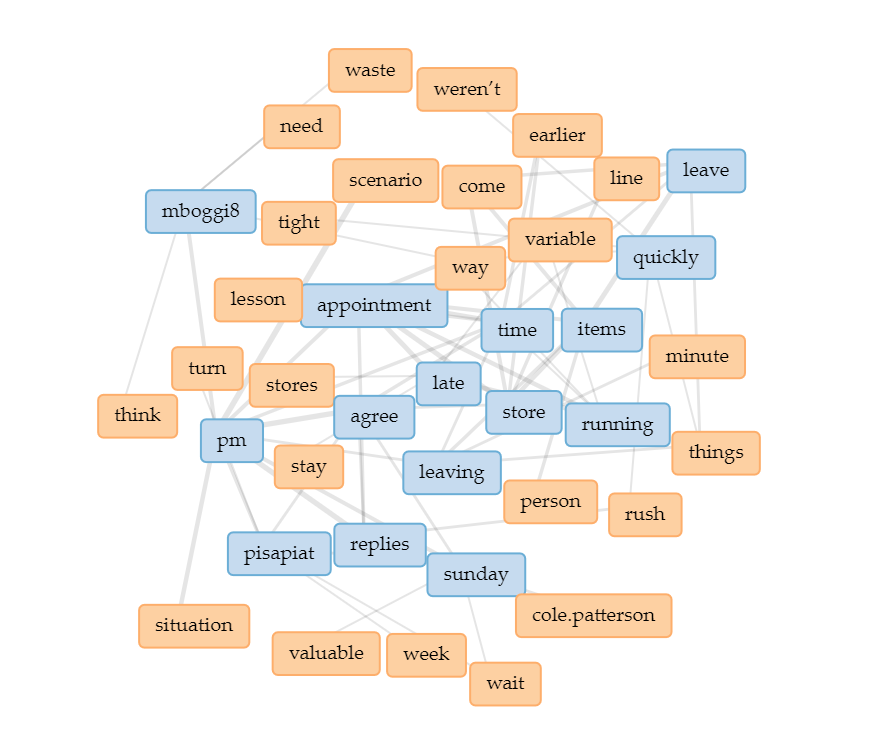 waste
weren't
need
earlier
leave
line
scenario
come
mboggi8
tight
variable
quickly
way
lesson
appointment
time
items
minute
turn
stores
late
think
agree
store
running
pm
things
stay
leaving
person
rush
replies
pisapiat
sunday
cole.patterson
situation
valuable
week
wait